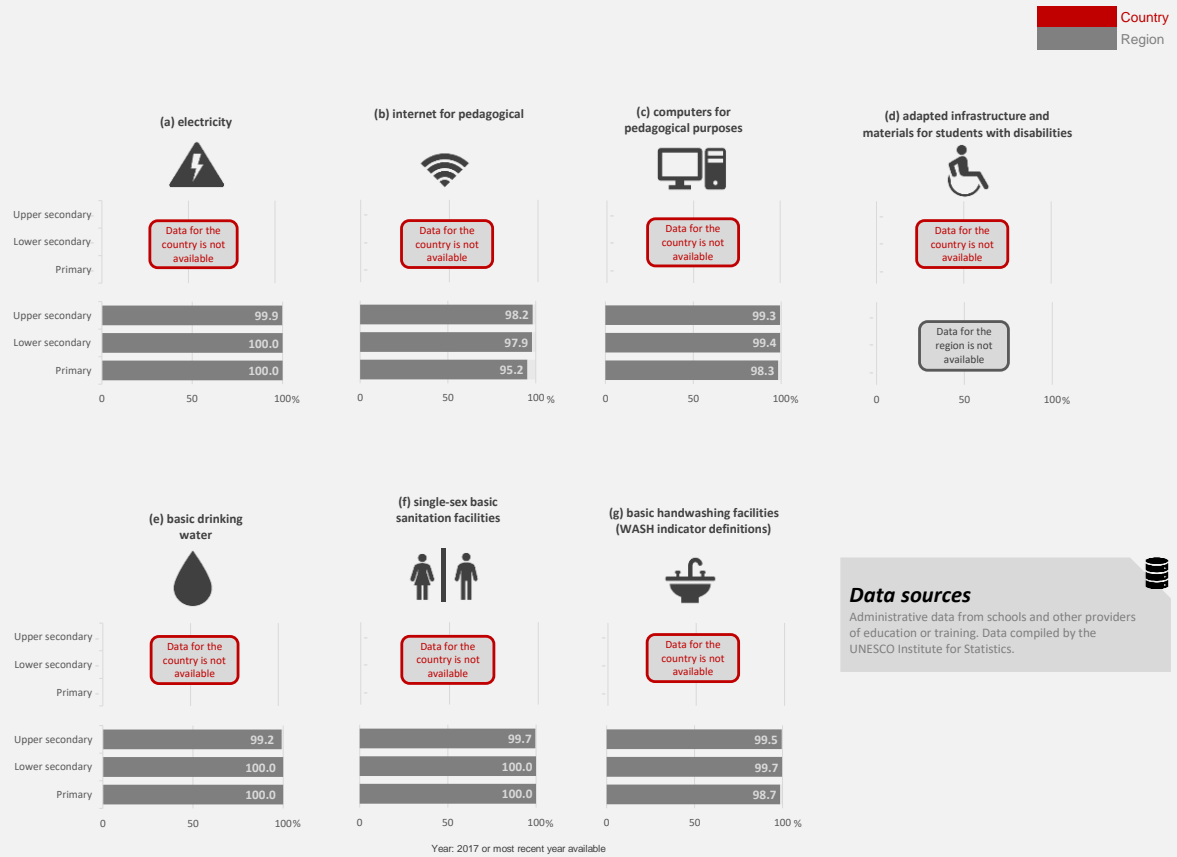 Country
Region
(a) electricity
(b) internet for pedagogical
(c) computers for
pedagogical purposes
(d) adapted infrastructure and
materials for students with disabilities
Upper secondary
Lower secondary
Primary
Data for the
country is not
available
Data for the
country is not
available
Data for the
country is not
available
Data for the
country is not
available
Upper secondary
Lower secondary
Primary
99.9
100.0
100.0
98.2
97.9
95.2
99.3
99.4
98.3
Data for the
region is not
available
0 50 100%
0 50 100 %
0 50 100%
0 50 100%
(e) basic drinking
water
(f) single-sex basic
sanitation facilities
(g) basic handwashing facilities
(WASH indicator definitions)
Upper secondary
Lower secondary
Primary
Data for the
country is not
available
Data for the
country is not
available
Data for the
country is not
available
Upper secondary
Lower secondary
Primary
99.2
100.0
100.0
99.7
100.0
100.0
99.5
99.7
98.7
0 50 100%
0 50 100%
0 50 100 %
Data sources
Administrative data from schools and other providers
of education or training. Data compiled by the
UNESCO Institute for Statistics.
Year: 2017 or most recent year available